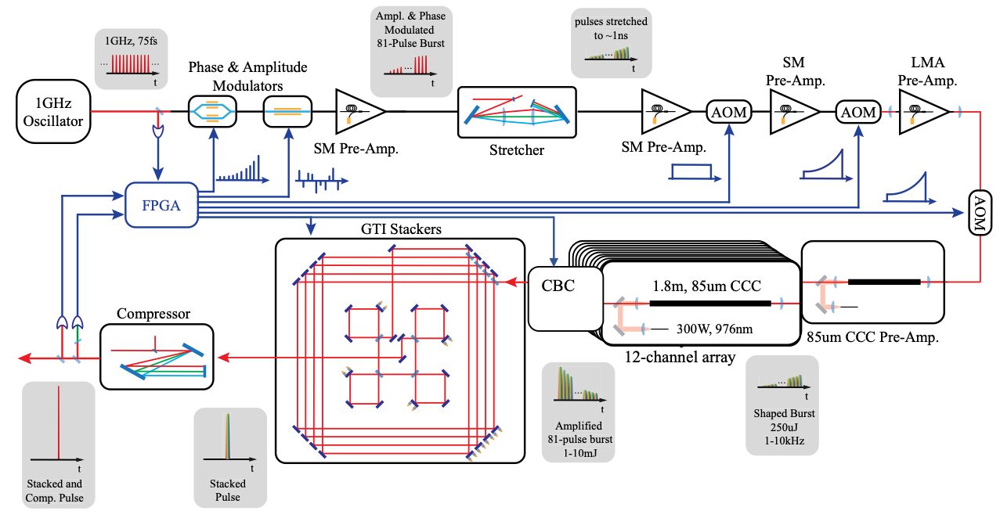 1GHz, 75fs
...
...
t
Ampl. & Phase
Modulated
81-Pulse Burst
...
t
pulses stretched
to ~1ns
...
t
1GHz
Oscillator
Phase & Amplitude
Modulators
SM Pre-Amp.
Stretcher
SM Pre-Amp.
AOM
SM
Pre-Amp.
AOM
LMA
Pre-Amp.
AOM
FPGA
GTI Stackers
CBC
1.8m, 85um CCC
300W, 976nm
12-channel array
85um CCC Pre-Amp.
Compressor
...
t
Amplified
81-pulse burst
1-10mJ
...
t
Shaped Burst
250uJ
1-10kHz
t
Stacked and
Comp. Pulse
t
Stacked
Pulse